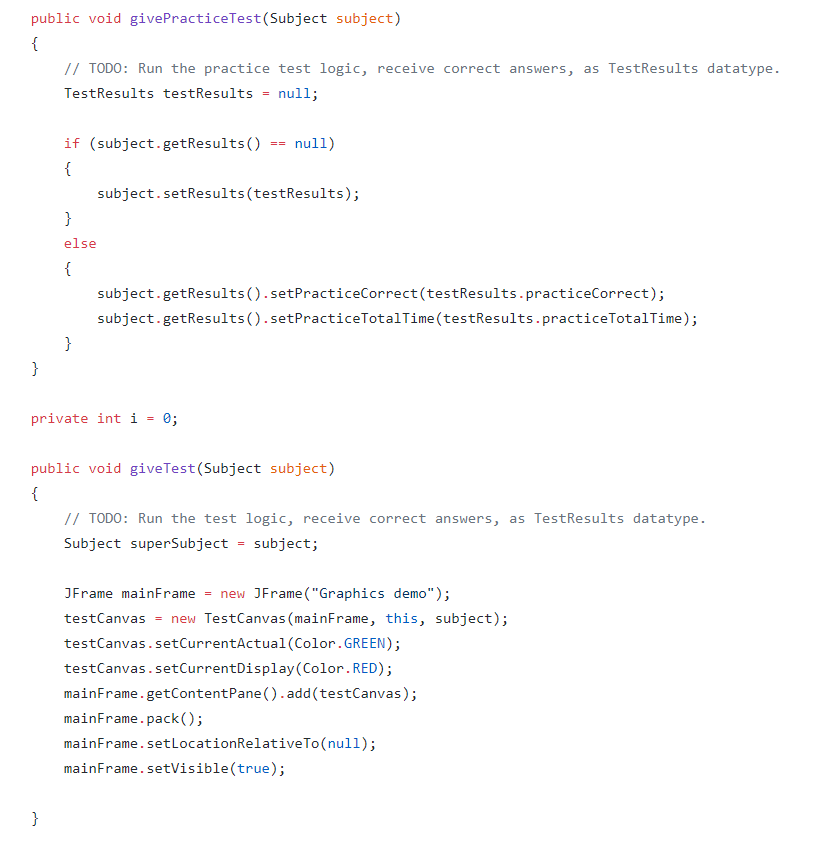 public void givePracticeTest(Subject subject)
{
    // TODO: Run the practice test logic, receive correct answers, as TestResults datatype.
    TestResults testResults = null;

    if (subject.getResults() == null)
    {
        subject.setResults(testResults);
    }
    else
    {
        subject.getResults().setPracticeCorrect(testResults.practiceCorrect);
        subject.getResults().setPracticeTotalTime(testResults.practiceTotalTime);
    }
}

private int i = 0;

public void giveTest(Subject subject)
{
    // TODO: Run the test logic, receive correct answers, as TestResults datatype.
    Subject superSubject = subject;

    JFrame mainFrame = new JFrame("Graphics demo");
    testCanvas = new TestCanvas(mainFrame, this, subject);
    testCanvas.setCurrentActual(Color.GREEN);
    testCanvas.setCurrentDisplay(Color.RED);
    mainFrame.getContentPane().add(testCanvas);
    mainFrame.pack();
    mainFrame.setLocationRelativeTo(null);
    mainFrame.setVisible(true);

}